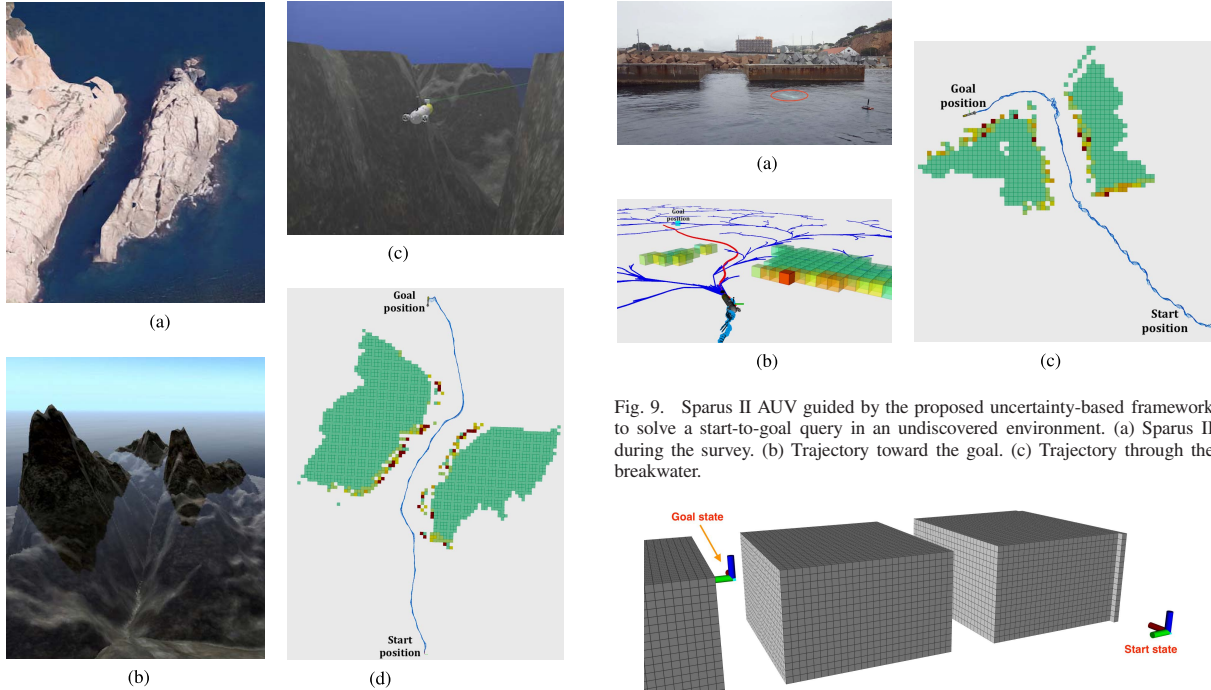 (a)
(b)
(c)
Goal
position
Start
position
(d)
(a)
Goal
position
(b)
Goal
position
Start
position
(c)
Fig. 9. Sparus II AUV guided by the proposed uncertainty-based framework
to solve a start-to-goal query in an undiscovered environment. (a) Sparus II
during the survey. (b) Trajectory toward the goal. (c) Trajectory through the
breakwater.
Goal state
Start state